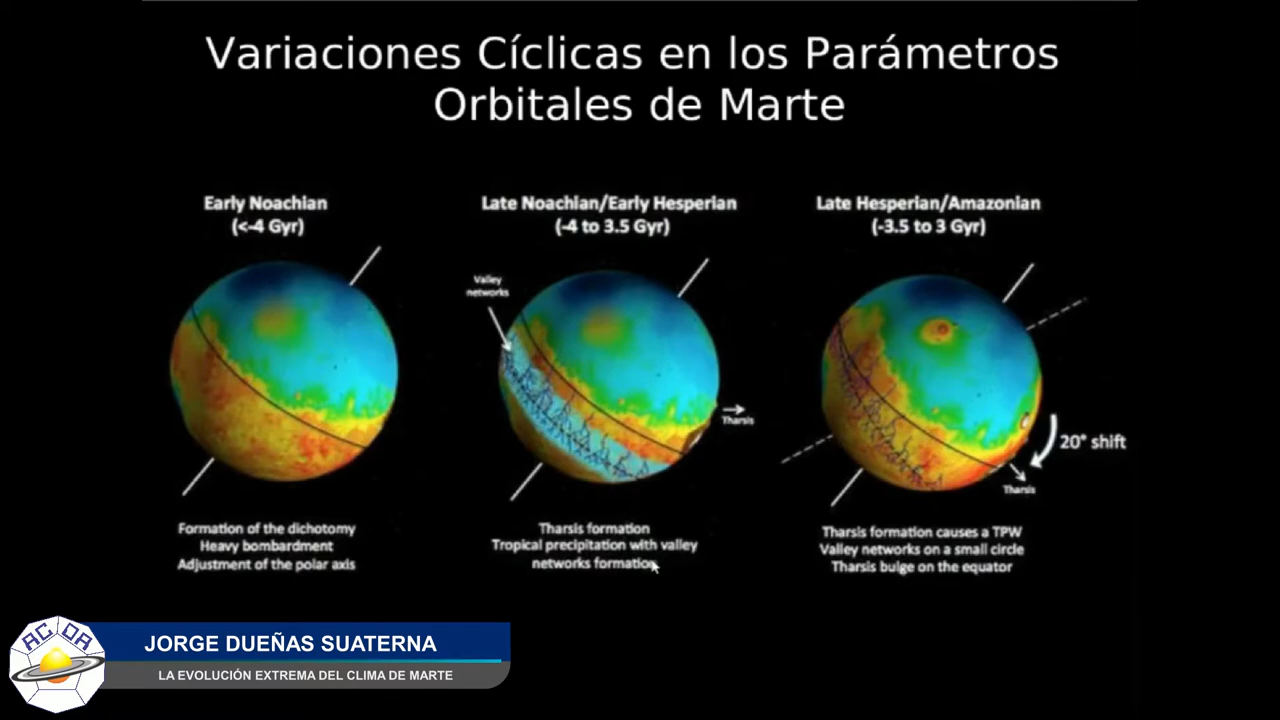 Variaciones Cíclicas en los Parámetros
Orbitales de Marte
Early Noachian
(<-4 Gyr)
Late Noachian/Early Hesperian
(-4 to 3.5 Gyr)
Late Hesperian/Amazonian
(-3.5 to 3 Gyr)
Valley
networks
Tharsis
20° shift
Tharsis
Formation of the dichotomy
Heavy bombardment
Adjustment of the polar axis
Tharsis formation
Tropical precipitation with valley
networks formation
Tharsis formation causes a TPW
Valley networks on a small circle
Tharsis bulge on the equator
ACDA
JORGE DUEÑAS SUATERNA
LA EVOLUCIÓN EXTREMA DEL CLIMA DE MARTE